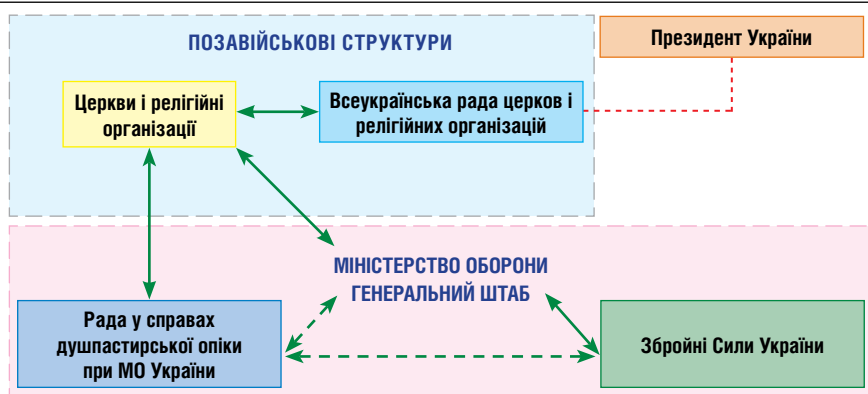 ПОЗАВІЙСЬКОВІ СТРУКТУРИ
Президент України
Церкви і релігійні
організації
Всеукраїнська рада церков і
релігійних організацій
МІНІСТЕРСТВО ОБОРОНИ
ГЕНЕРАЛЬНИЙ ШТАБ
Рада у справах
душпастирської опіки
при МО України
Збройні Сили України